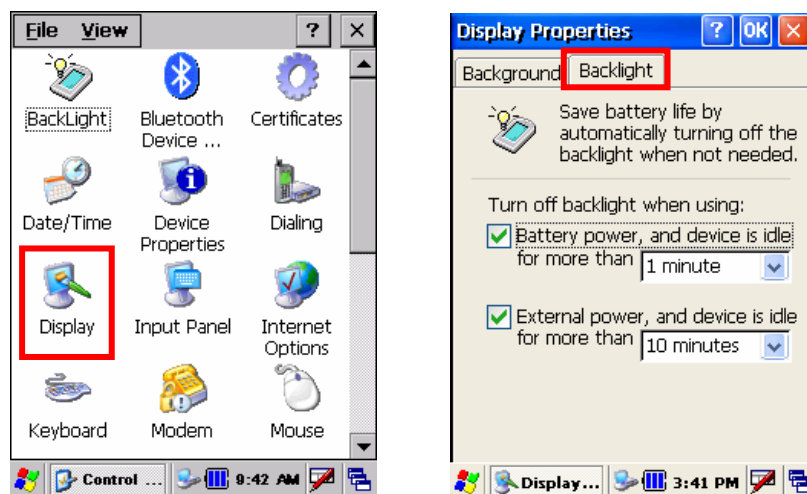 File View ? ×
BackLight
Bluetooth
Device ...
Certificates
Date/Time
Device
Properties
Dialing
Display
Input Panel
Internet
Options
Keyboard
Modem
Mouse
Control ... 9:42 AM
Display Properties ? OK ×
Background Backlight
Save battery life by
automatically turning off the
backlight when not needed.
Turn off backlight when using:
Battery power, and device is idle
for more than 1 minute
External power, and device is idle
for more than 10 minutes
Display... 3:41 PM